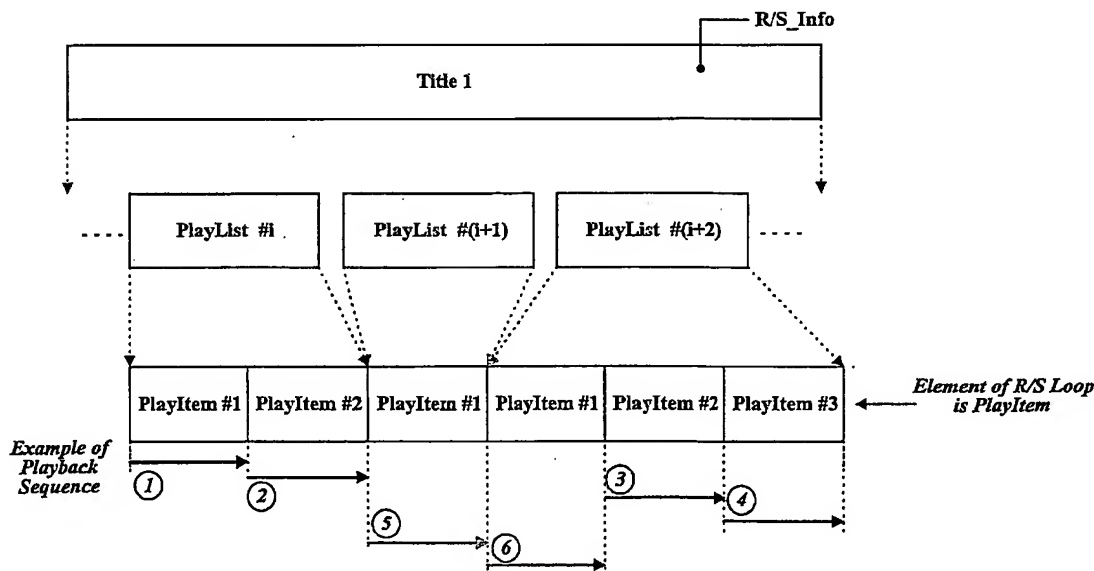 R/S_Info
Title 1
PlayList #i
PlayList #(i+1)
PlayList #(i+2)
PlayItem #1
PlayItem #2
PlayItem #1
PlayItem #1
PlayItem #2
PlayItem #3
Element of R/S Loop
is PlayItem
Example of
Playback
Sequence
1
2
3
4
5
6